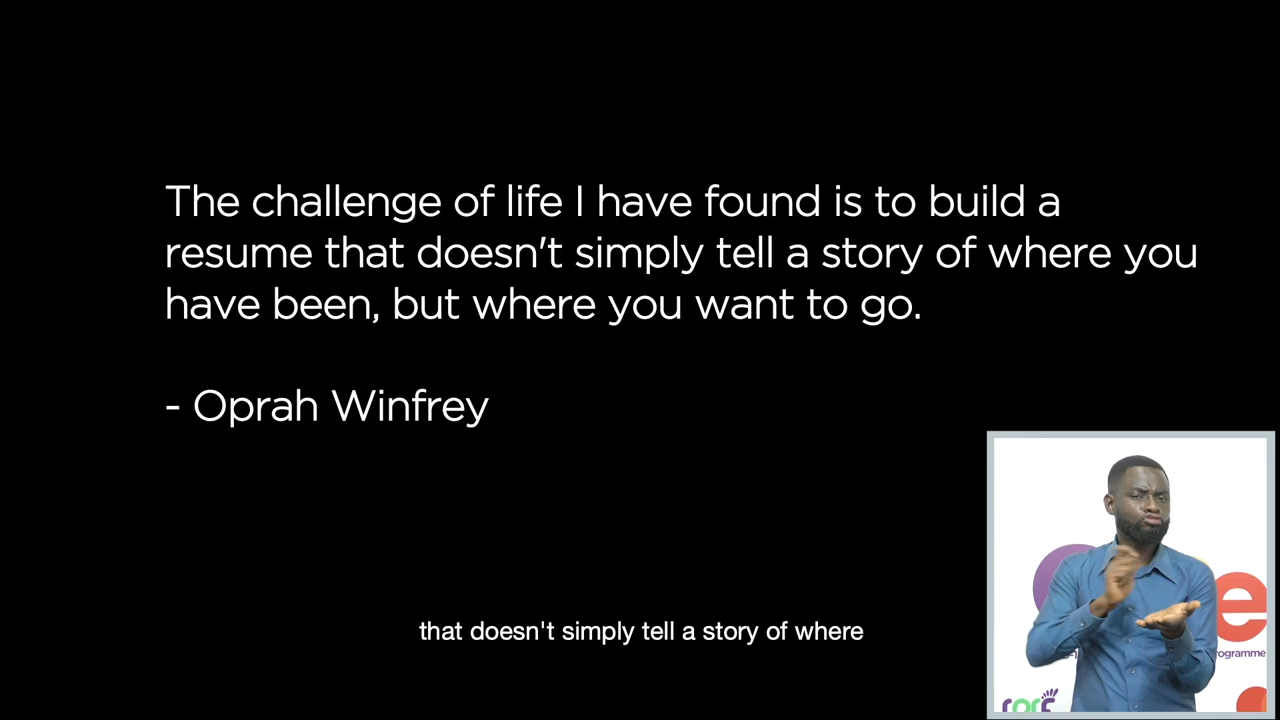 The challenge of life I have found is to build a
resume that doesn't simply tell a story of where you
have been, but where you want to go.
- Oprah Winfrey
that doesn't simply tell a story of where
e
rogramme